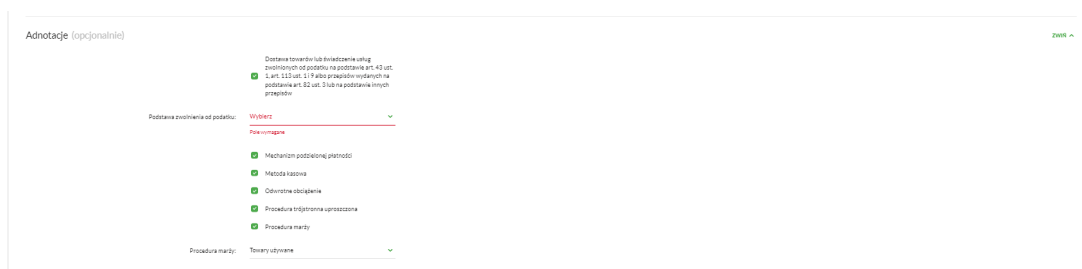 Adnotacje (opcjonalnie)
ZWIŃ
Dostawa towarów lub świadczenie usług
zwolnionych od podatku na podstawie art. 43 ust.
1, art. 113 ust. 1 i 9 albo przepisów wydanych na
podstawie art. 82 ust. 3 lub na podstawie innych
przepisów
Podstawa zwolnienia od podatku: Wybierz
Pole wymagane
Mechanizm podzielonej płatności
Metoda kasowa
Odwrotne obciążenie
Procedura trójstronna uproszczona
Procedura marży
Procedura marży: Towary używane